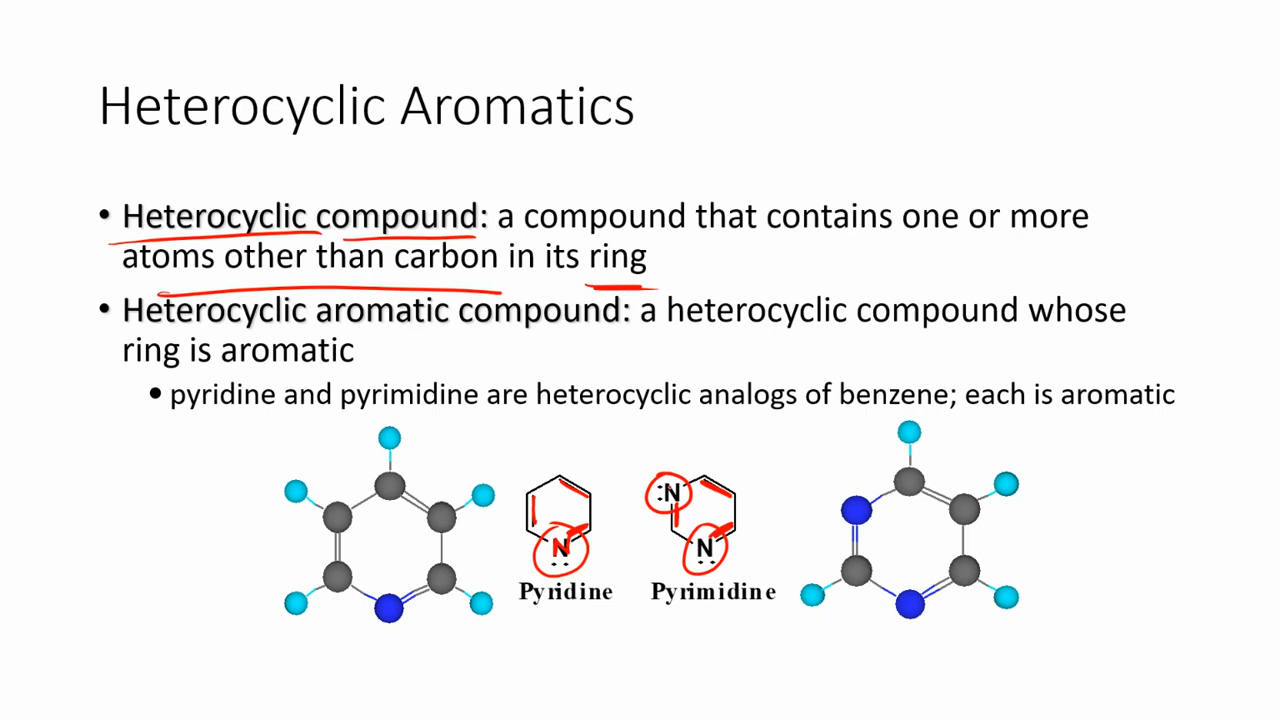 Heterocyclic Aromatics
• Heterocyclic compound: a compound that contains one or more
atoms other than carbon in its ring
• Heterocyclic aromatic compound: a heterocyclic compound whose
ring is aromatic
• pyridine and pyrimidine are heterocyclic analogs of benzene; each is aromatic
N
N
N
Pyridine
Pyrimidine